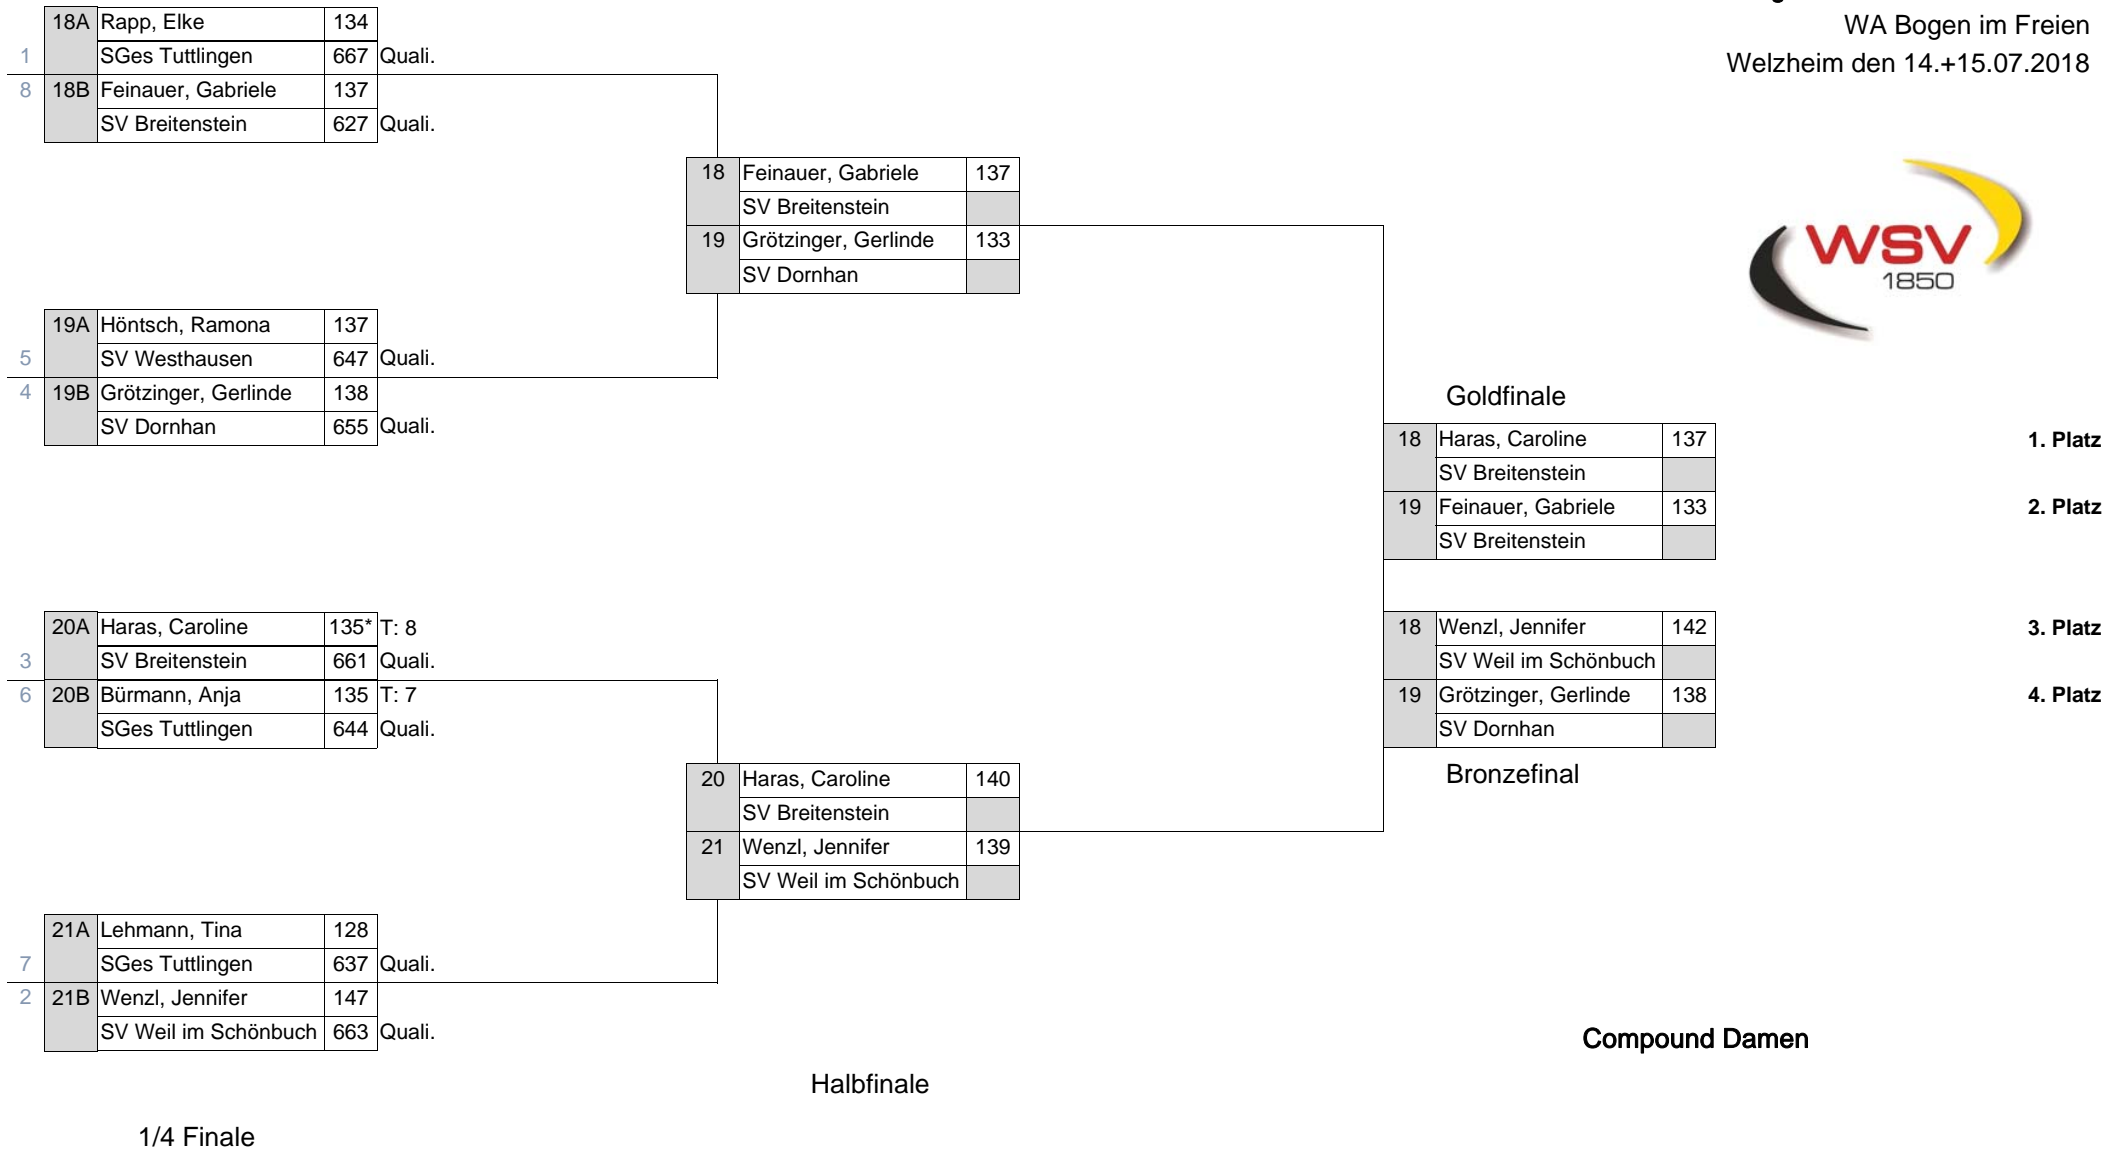 WA Bogen im Freien
Welzheim den 14.+15.07.2018
18A Rapp, Elke 134
1 SGes Tuttlingen 667 Quali.
8 18B Feinauer, Gabriele 137
SV Breitenstein 627 Quali.
18 Feinauer, Gabriele 137
SV Breitenstein
19 Grötzinger, Gerlinde 133
SV Dornhan
WSV
1850
19A Höntsch, Ramona 137
5 SV Westhausen 647 Quali.
4 19B Grötzinger, Gerlinde 138
SV Dornhan 655 Quali.
Goldfinale
18 Haras, Caroline 137 1. Platz
SV Breitenstein
19 Feinauer, Gabriele 133 2. Platz
SV Breitenstein
20A Haras, Caroline 135* T: 8
3 SV Breitenstein 661 Quali.
6 20B Bürmann, Anja 135 T: 7
SGes Tuttlingen 644 Quali.
18 Wenzl, Jennifer 142 3. Platz
SV Weil im Schönbuch
19 Grötzinger, Gerlinde 138 4. Platz
SV Dornhan
Bronzefinal
20 Haras, Caroline 140
SV Breitenstein
21 Wenzl, Jennifer 139
SV Weil im Schönbuch
21A Lehmann, Tina 128
7 SGes Tuttlingen 637 Quali.
2 21B Wenzl, Jennifer 147
SV Weil im Schönbuch 663 Quali.
Compound Damen
Halbfinale
1/4 Finale